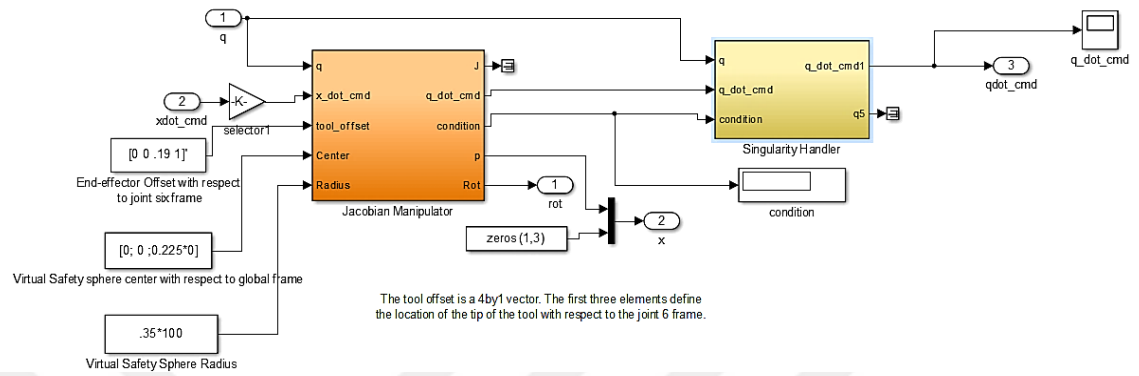 1
q
2
xdot_cmd
-K-
selector1
[0 0 .19 1]'
End-effector Offset with respect
to joint sixframe
[0; 0 ;0.225*0]
Virtual Safety sphere center with respect to global frame
.35*100
Virtual Safety Sphere Radius
q
x_dot_cmd
tool_offset
Center
Radius
J
q_dot_cmd
condition
p
Rot
Jacobian Manipulator
1
rot
zeros(1,3)
2
x
q
q_dot_cmd
condition
q_dot_cmd1
q5
Singularity Handler
condition
3
qdot_cmd
q_dot_cmd
The tool offset is a 4by1 vector. The first three elements define
the location of the tip of the tool with respect to the joint 6 frame.